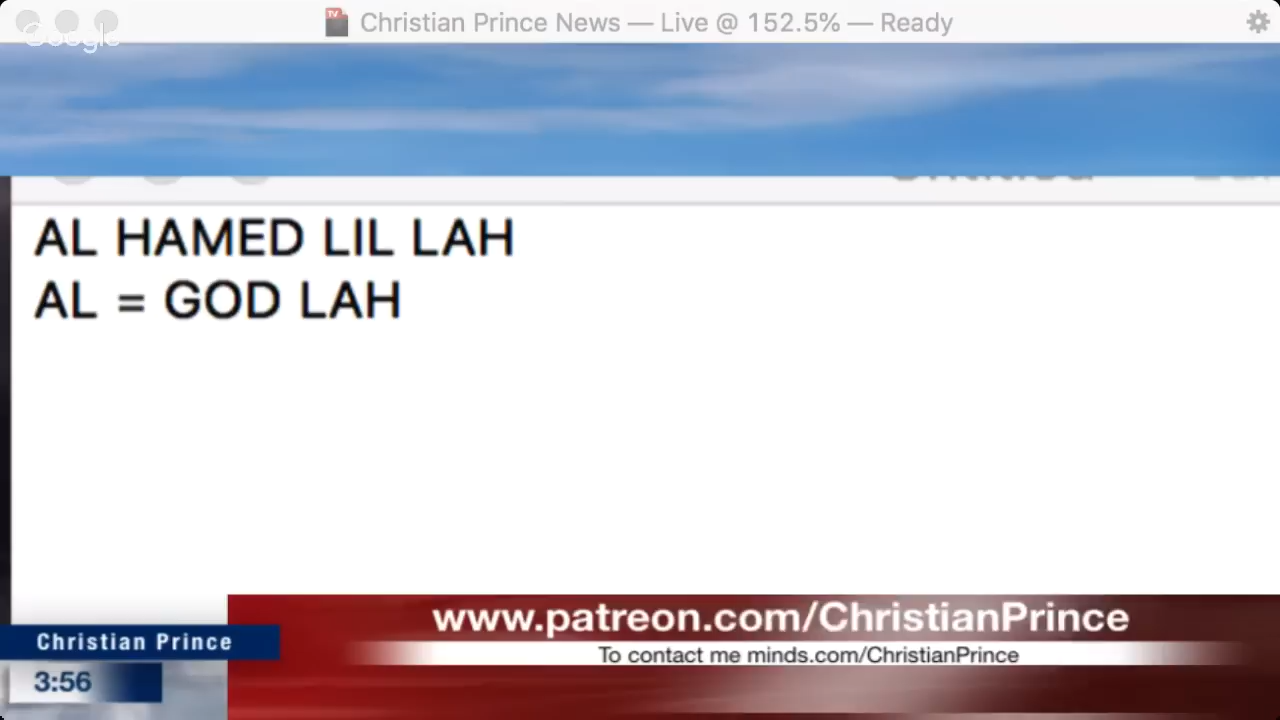 Christian Prince News — Live @ 152.5% — Ready
Google
AL HAMED LIL LAH
AL = GOD LAH
www.patreon.com/ChristianPrince
To contact me minds.com/ChristianPrince
Christian Prince
3:56